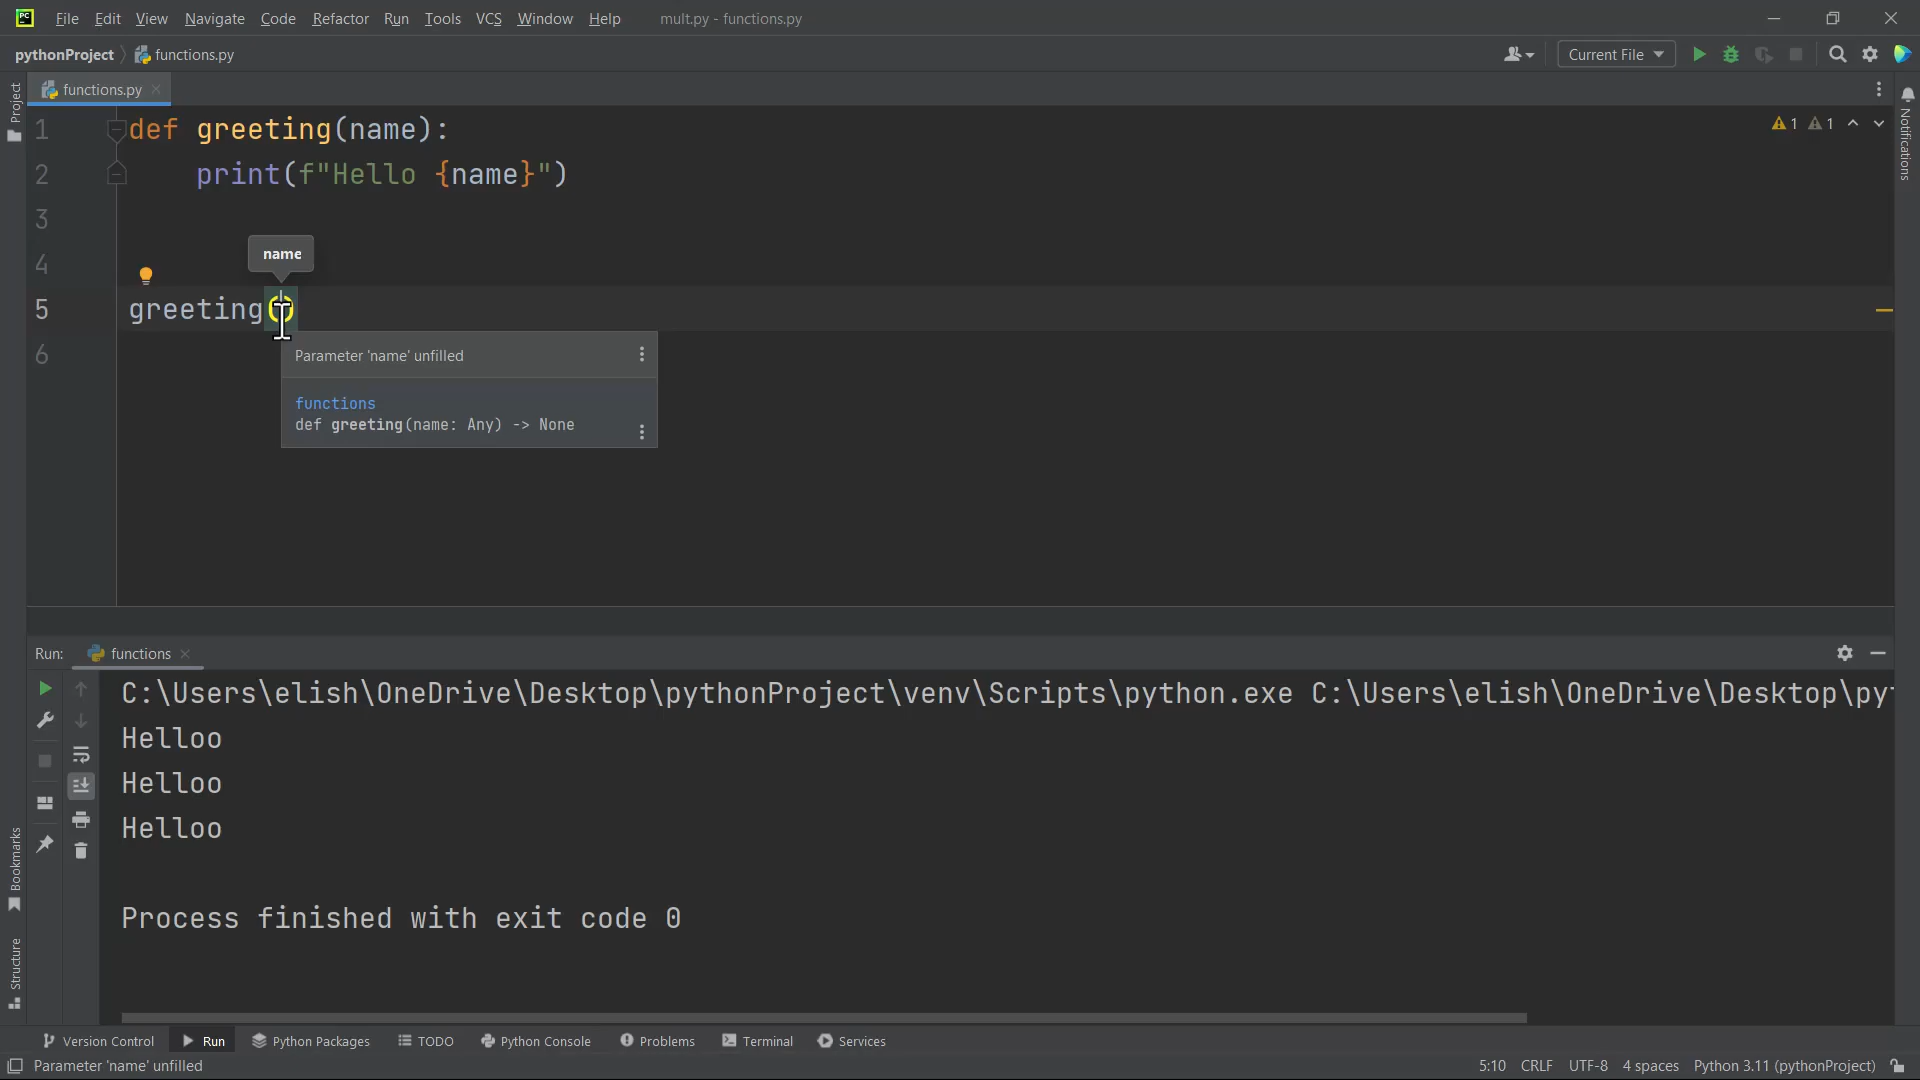 File Edit View Navigate Code Refactor Run Tools VCS Window Help mult.py - functions.py
pythonProject functions.py Current File
functions.py
Project
Notifications
1 def greeting(name):
2 print(f"Hello {name}")
3
4
name
5 greeting()
6
Parameter 'name' unfilled
functions
def greeting(name: Any) -> None
1 1
Run: functions
C:\Users\elish\OneDrive\Desktop\pythonProject\venv\Scripts\python.exe C:\Users\elish\OneDrive\Desktop\py
Helloo
Helloo
Helloo
Process finished with exit code 0
Bookmarks
Structure
Version Control Run Python Packages TODO Python Console Problems Terminal Services
Parameter 'name' unfilled 5:10 CRLF UTF-8 4 spaces Python 3.11 (pythonProject)